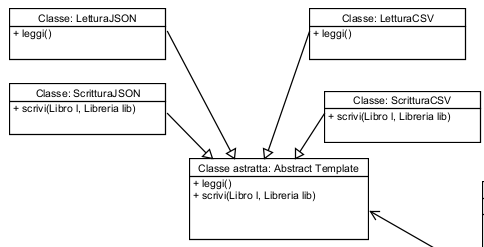 Classe: LetturaJSON
+ leggi()
Classe: LetturaCSV
+ leggi()
Classe: ScritturaJSON
+ scrivi(Libro l, Libreria lib)
Classe: ScritturaCSV
+ scrivi(Libro l, Libreria lib)
Classe astratta: Abstract Template
+ leggi()
+ scrivi(Libro l, Libreria lib)